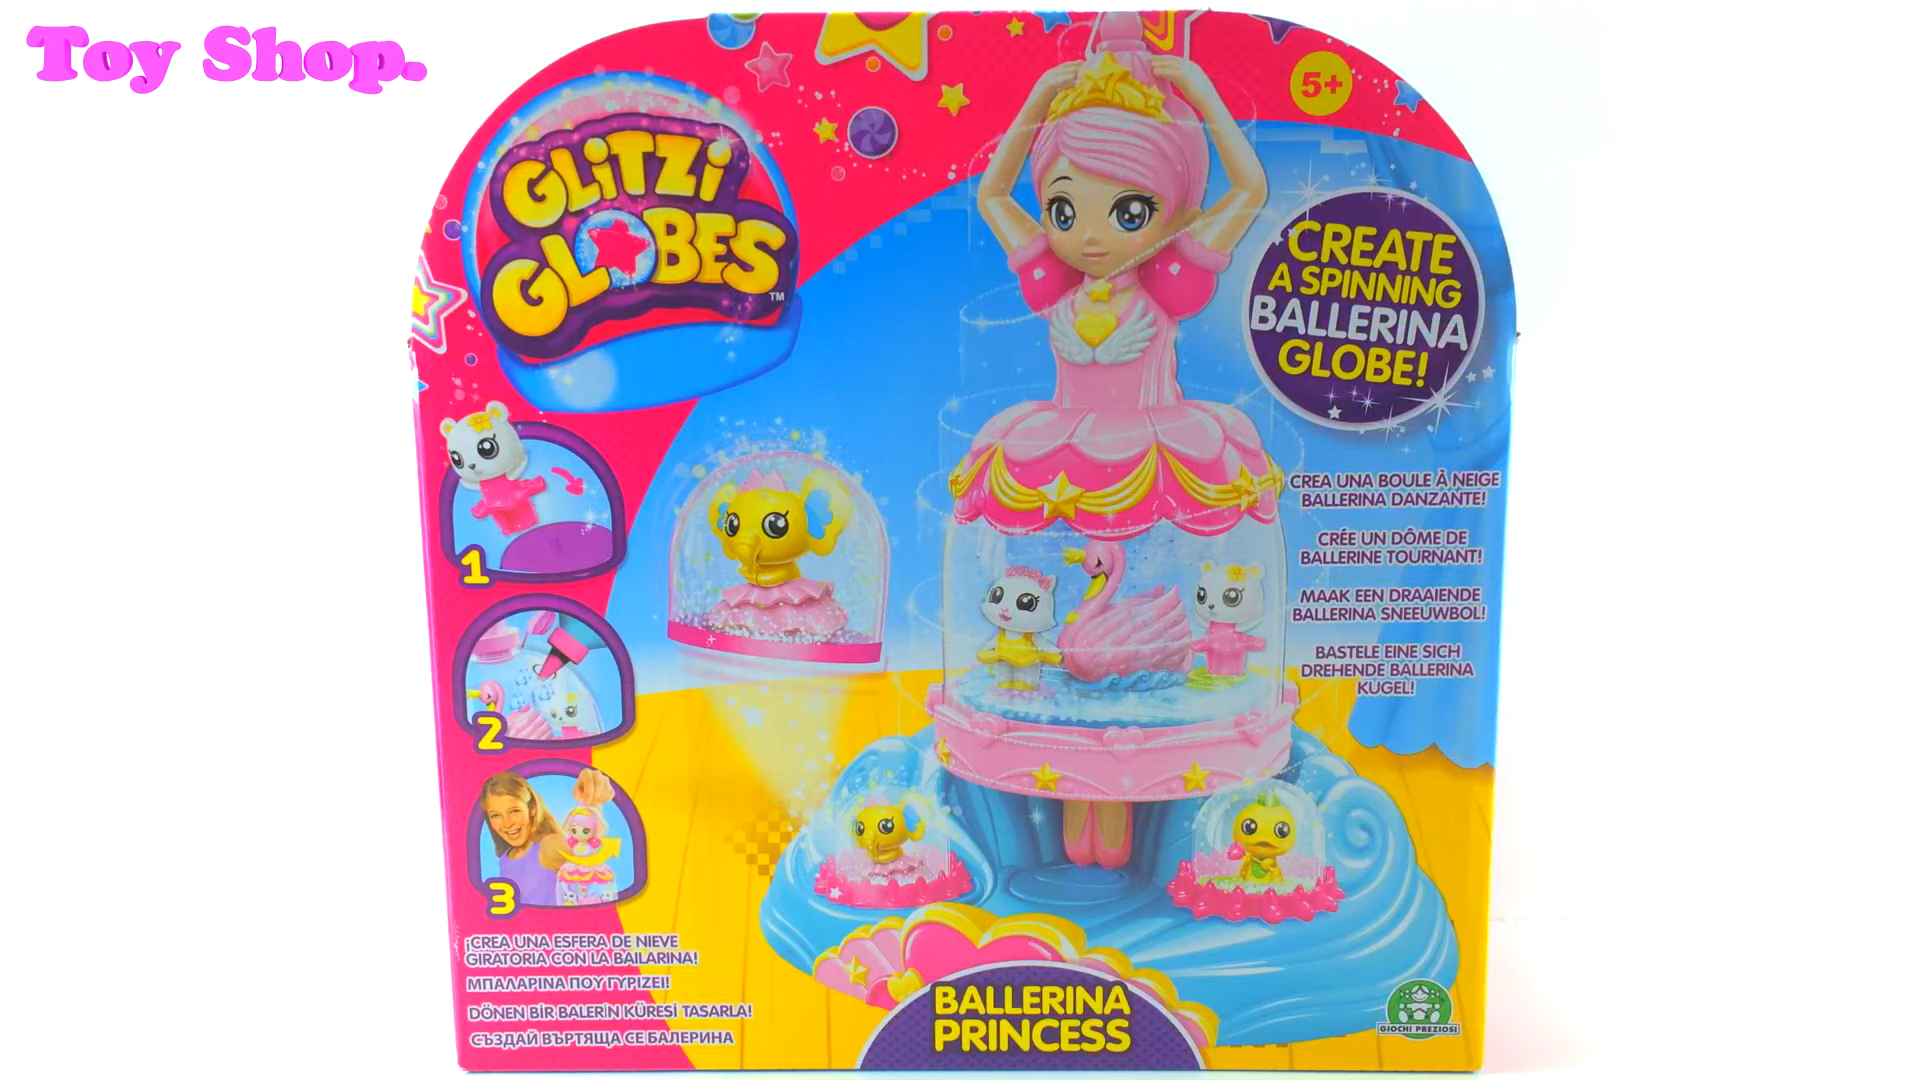 Toy Shop.
5+
GLiTZi
GLOBES
TM
CREATE
A SPINNING
BALLERINA
GLOBE!
CREA UNA BOULE À NEIGE
BALLERINA DANZANTE!
CRÉE UN DÔME DE
BALLERINE TOURNANT!
MAAK EEN DRAAIENDE
BALLERINA SNEEUWBOL!
BASTELE EINE SICH
DREHENDE BALLERINA
KUGEL!
1
2
3
¡CREA UNA ESFERA DE NIEVE
GIRATORIA CON LA BAILARINA!
ΜΠΑΛΑΡΙΝΑ ΠΟΥ ΓΥΡΙΖΕΙ!
DÖNEN BİR BALERİN KÜRESİ TASARLA!
СЪЗДАЙ ВЪРТЯЩА СЕ БАЛЕРИНА
BALLERINA
PRINCESS
GIOCHI PREZIOSI